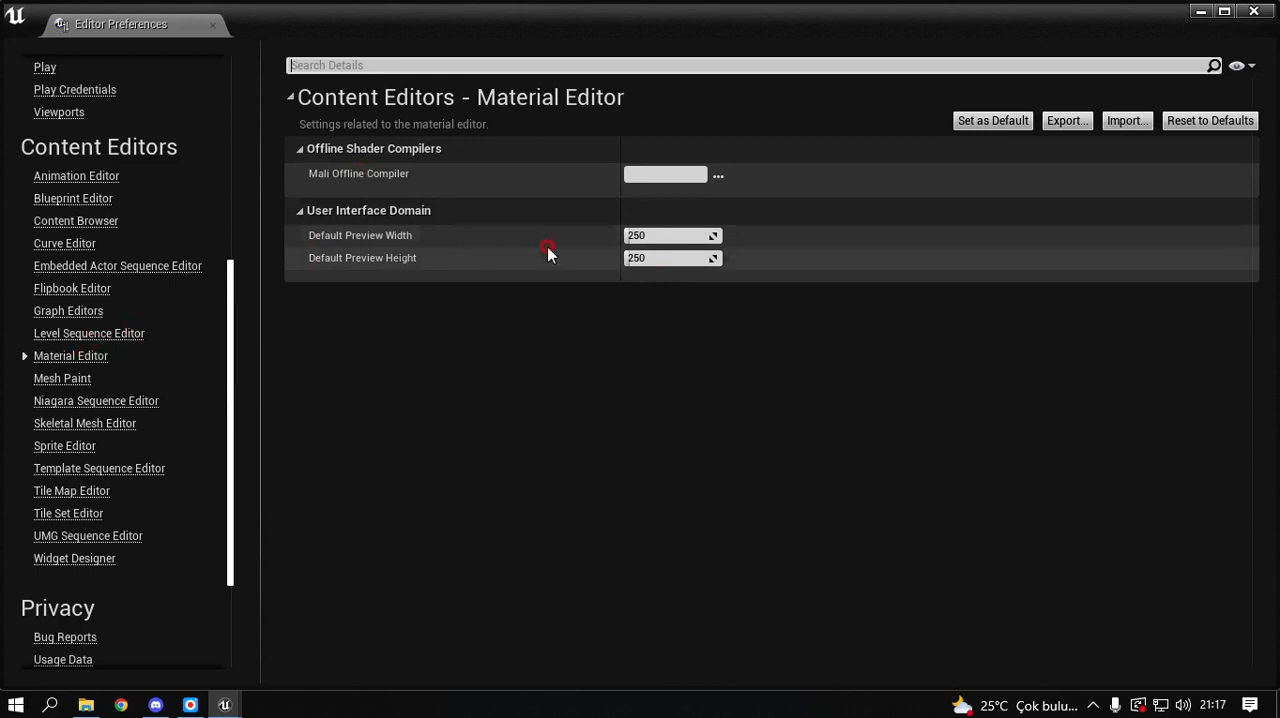 Editor Preferences
Play
Play Credentials
Viewports
Content Editors
Animation Editor
Blueprint Editor
Content Browser
Curve Editor
Embedded Actor Sequence Editor
Flipbook Editor
Graph Editors
Level Sequence Editor
Material Editor
Mesh Paint
Niagara Sequence Editor
Skeletal Mesh Editor
Sprite Editor
Template Sequence Editor
Tile Map Editor
Tile Set Editor
UMG Sequence Editor
Widget Designer
Privacy
Bug Reports
Usage Data
Search Details
Content Editors - Material Editor
Settings related to the material editor.
Set as Default Export... Import... Reset to Defaults
Offline Shader Compilers
Mali Offline Compiler ...
User Interface Domain
Default Preview Width 250
Default Preview Height 250
25°C Çok bulu... 21:17